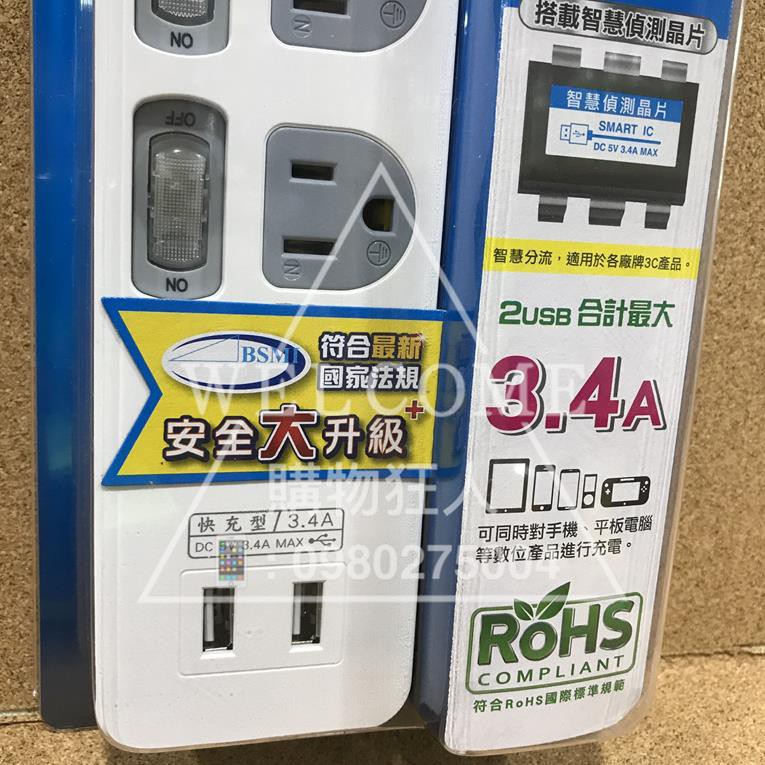 ON
N
OFF
ON
N
搭載智慧偵測晶片
智慧偵測晶片
SMART IC
DC 5V 3.4A MAX
智慧分流，適用於各廠牌3C產品。
2USB 合計最大
3.4A
可同時對手機、平板電腦
等數位產品進行充電。
RoHS
COMPLIANT
符合RoHS國際標準規範
BSMI
符合最新
國家法規
安全大升級+
快充型/3.4A
DC 5V 3.4A MAX
WELCOME
購物狂人
: 0980275004